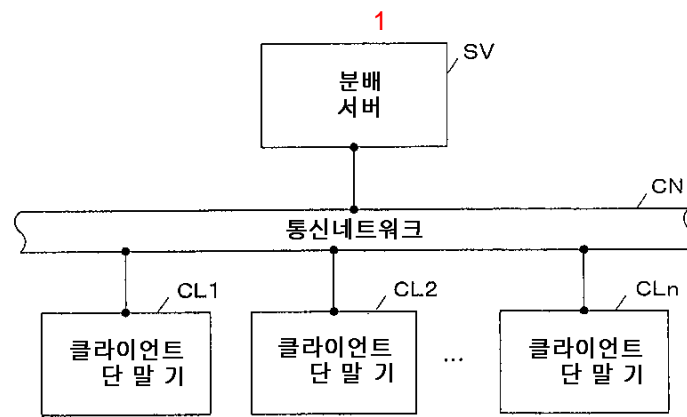 1
SV
분배
서버
CN
통신네트워크
CL1
CL2
CLn
클라이언트
단 말 기
클라이언트
단 말 기
...
클라이언트
단 말 기